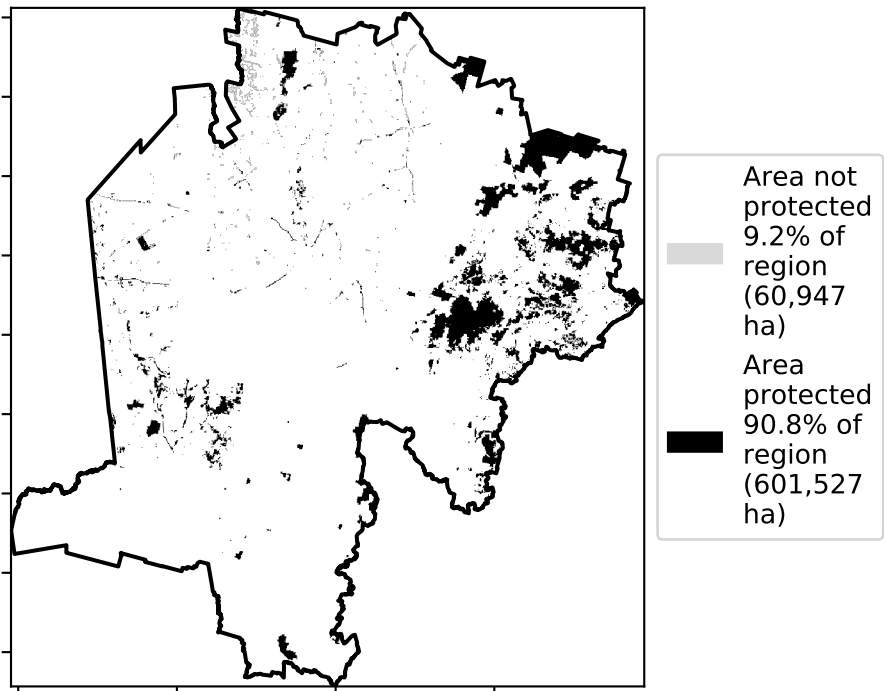 Area not
protected
9.2% of
region
(60,947
ha)
Area
protected
90.8% of
region
(601,527
ha)